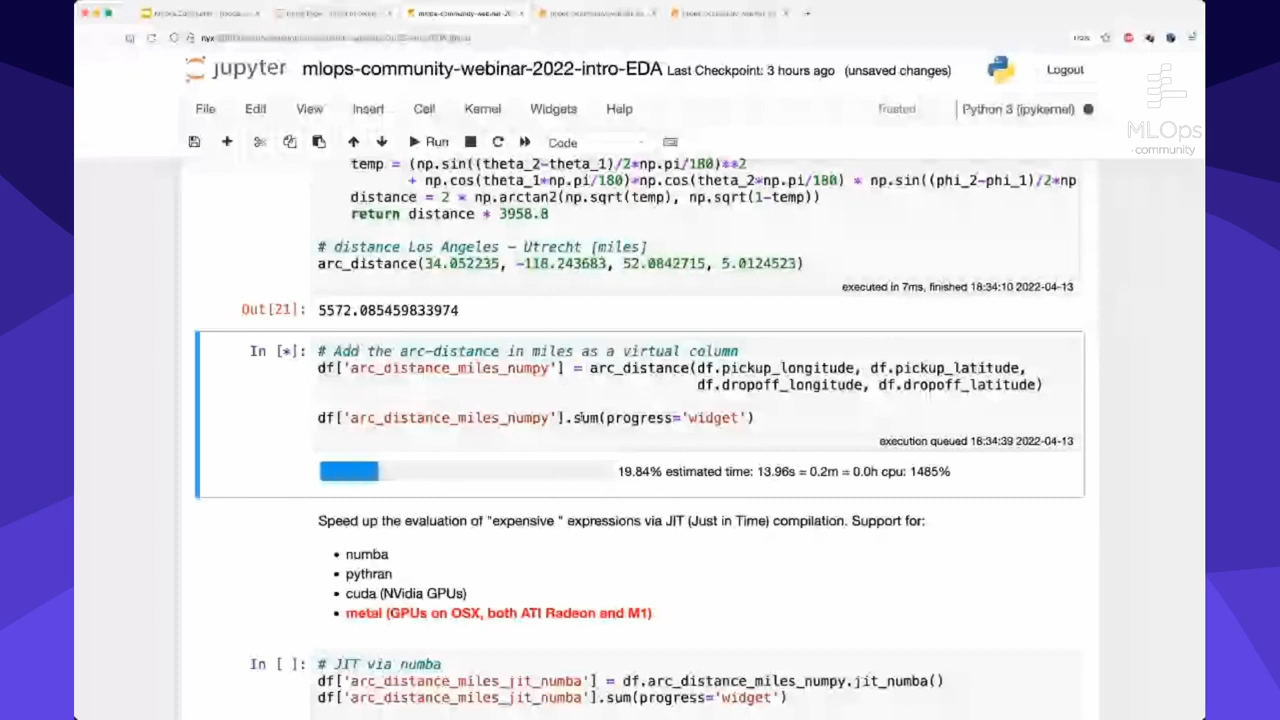 mlops-community-webinar-20
jupyter mlops-community-webinar-2022-intro-EDA Last Checkpoint: 3 hours ago (unsaved changes) Logout
File Edit View Insert Cell Kernel Widgets Help Trusted Python 3 (ipykernel)
Run Code
MLOps
community
temp = (np.sin((theta_2-theta_1)/2*np.pi/180)**2
+ np.cos(theta_1*np.pi/180)*np.cos(theta_2*np.pi/180) * np.sin((phi_2-phi_1)/2*np
distance = 2 * np.arctan2(np.sqrt(temp), np.sqrt(1-temp))
return distance * 3958.8
# distance Los Angeles - Utrecht [miles]
arc_distance(34.052235, -118.243683, 52.0842715, 5.0124523)
executed in 7ms, finished 18:34:10 2022-04-13
Out[21]: 5572.085459833974
In [*]: # Add the arc-distance in miles as a virtual column
df['arc_distance_miles_numpy'] = arc_distance(df.pickup_longitude, df.pickup_latitude,
df.dropoff_longitude, df.dropoff_latitude)
df['arc_distance_miles_numpy'].sum(progress='widget')
execution queued 18:34:39 2022-04-13
19.84% estimated time: 13.96s = 0.2m = 0.0h cpu: 1485%
Speed up the evaluation of "expensive " expressions via JIT (Just in Time) compilation. Support for:
• numba
• pythran
• cuda (NVidia GPUs)
• metal (GPUs on OSX, both ATI Radeon and M1)
In [ ]: # JIT via numba
df['arc_distance_miles_jit_numba'] = df.arc_distance_miles_numpy.jit_numba()
df['arc_distance_miles_jit_numba'].sum(progress='widget')